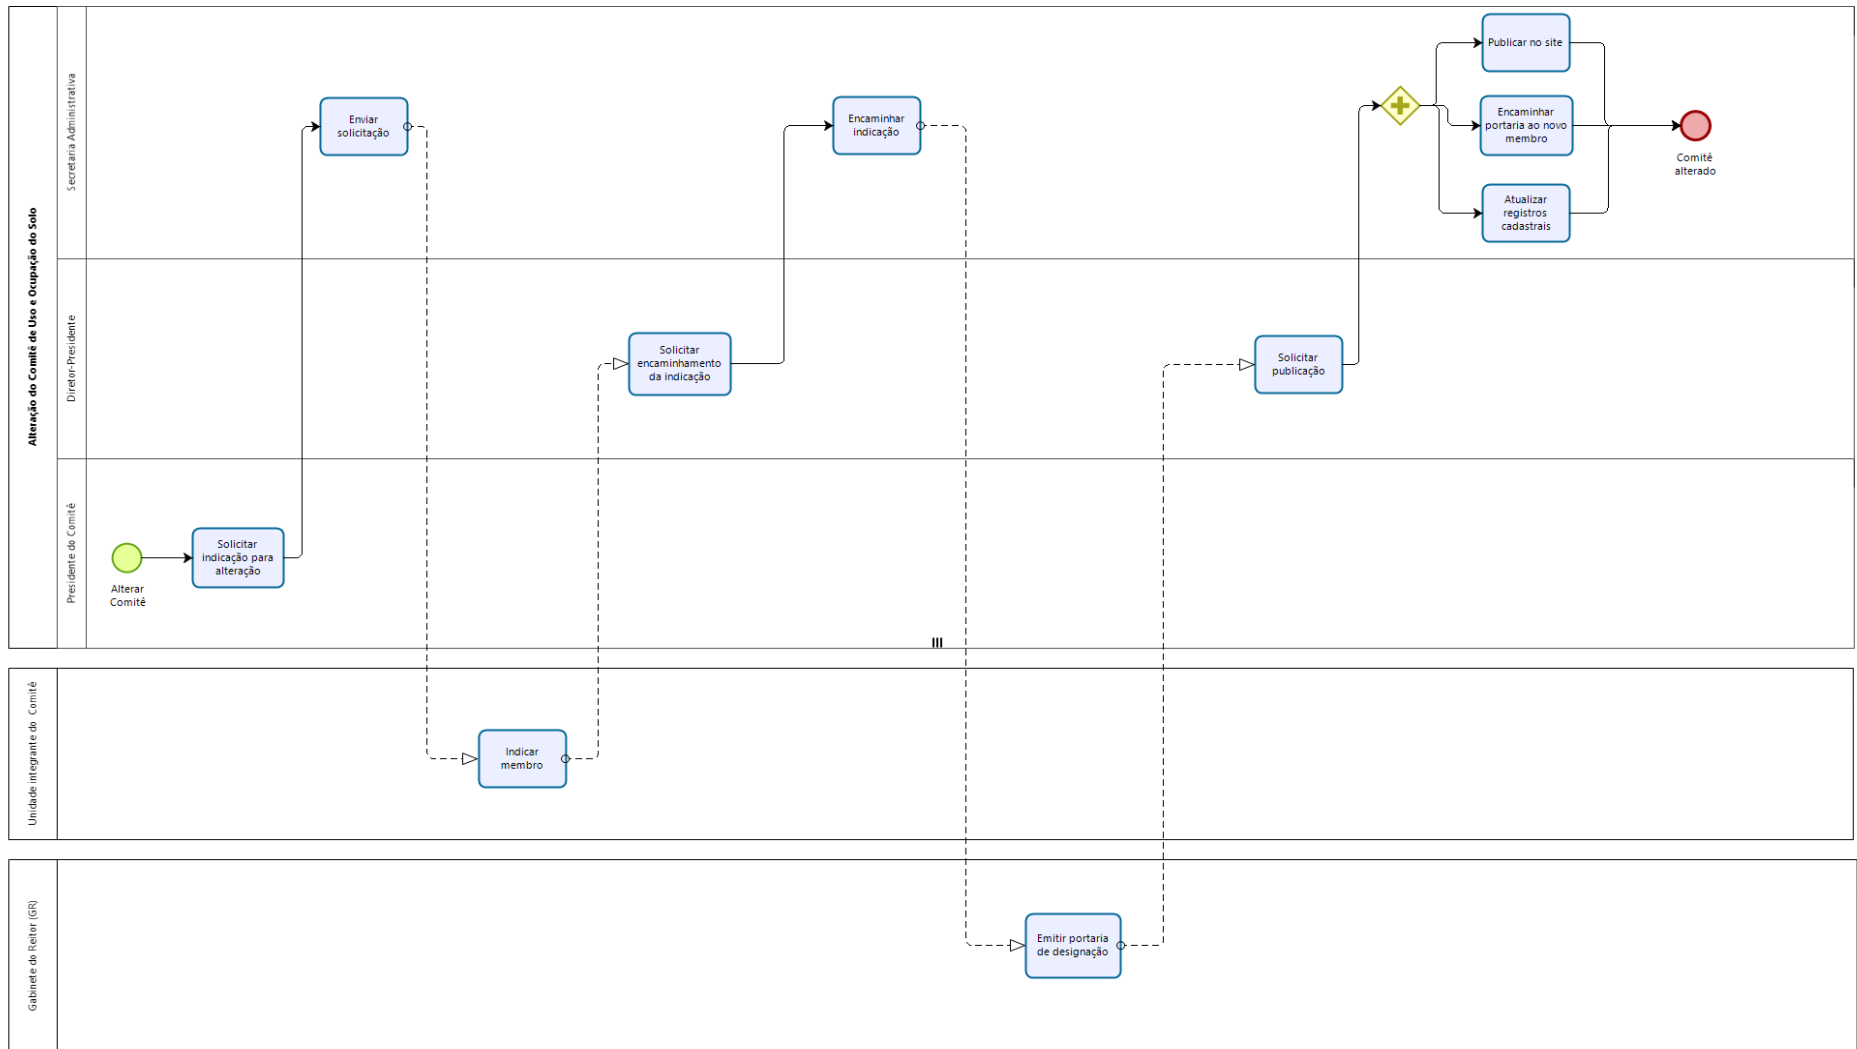 Alteração do Comitê de Uso e Ocupação do Solo
Secretaria Administrativa
Enviar
solicitação
Encaminhar
indicação
Publicar no site
Encaminhar
portaria ao novo
membro
Atualizar
registros
cadastrais
Comitê
alterado
Diretor-Presidente
Solicitar
encaminhamento
da indicação
Solicitar
publicação
Presidente do Comitê
Alterar
Comitê
Solicitar
indicação para
alteração
Unidade integrante do Comitê
Indicar
membro
Gabinete do Reitor (GR)
Emitir portaria
de designação